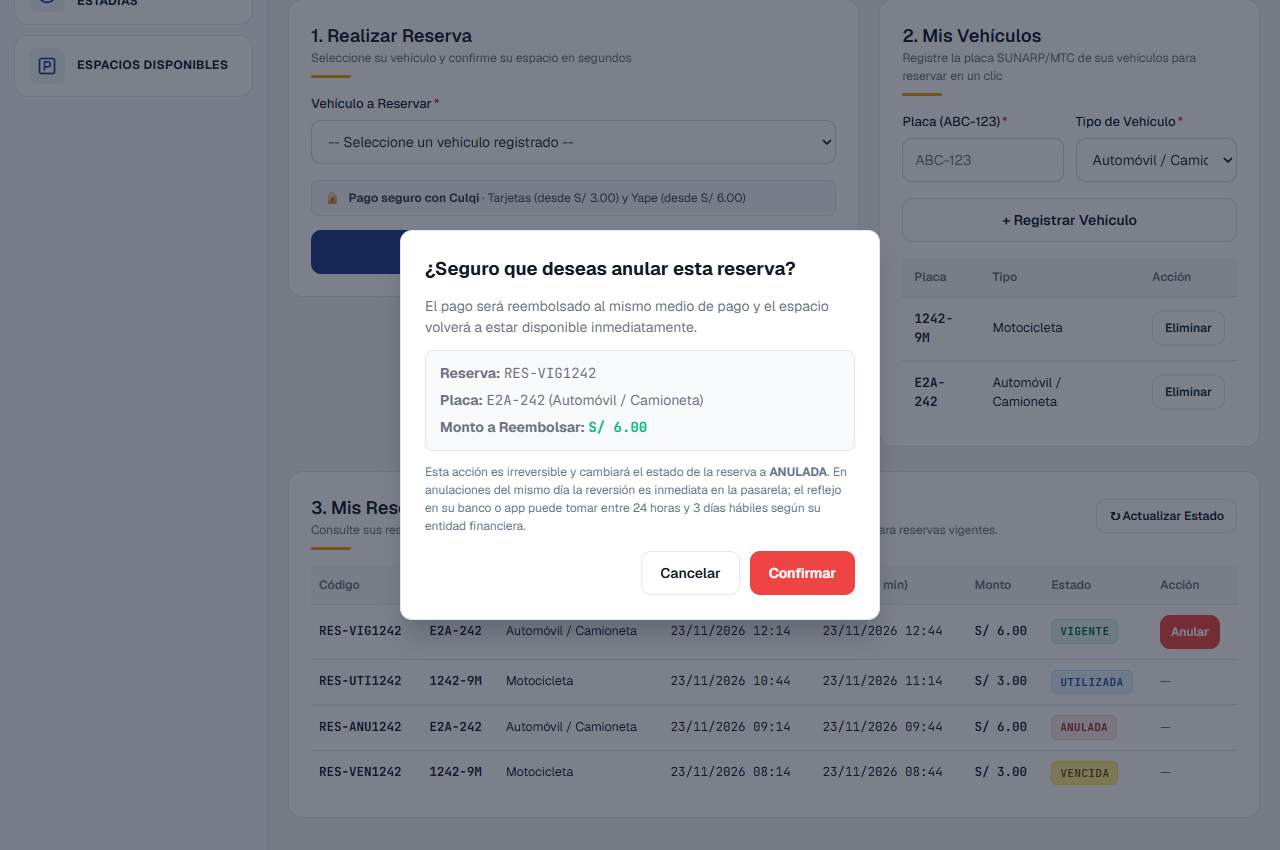 ESTADÍAS
ESPACIOS DISPONIBLES
1. Realizar Reserva
Seleccione su vehículo y confirme su espacio en segundos
Vehículo a Reservar *
-- Seleccione un vehículo registrado --
Pago seguro con Culqi · Tarjetas (desde S/ 3.00) y Yape (desde S/ 6.00)
2. Mis Vehículos
Registre la placa SUNARP/MTC de sus vehículos para
reservar en un clic
Placa (ABC-123) * Tipo de Vehículo *
ABC-123 Automóvil / Camic
+ Registrar Vehículo
Placa Tipo Acción
1242-
9M
Motocicleta Eliminar
E2A-
242
Automóvil /
Camioneta
Eliminar
¿Seguro que deseas anular esta reserva?
El pago será reembolsado al mismo medio de pago y el espacio
volverá a estar disponible inmediatamente.
Reserva: RES-VIG1242
Placa: E2A-242 (Automóvil / Camioneta)
Monto a Reembolsar: S/ 6.00
Esta acción es irreversible y cambiará el estado de la reserva a ANULADA. En
anulaciones del mismo día la reversión es inmediata en la pasarela; el reflejo
en su banco o app puede tomar entre 24 horas y 3 días hábiles según su
entidad financiera.
Cancelar Confirmar
3. Mis Rese
Consulte sus res ara reservas vigentes.
↻ Actualizar Estado
Código min) Monto Estado Acción
RES-VIG1242 E2A-242 Automóvil / Camioneta 23/11/2026 12:14 23/11/2026 12:44 S/ 6.00 VIGENTE Anular
RES-UTI1242 1242-9M Motocicleta 23/11/2026 10:44 23/11/2026 11:14 S/ 3.00 UTILIZADA —
RES-ANU1242 E2A-242 Automóvil / Camioneta 23/11/2026 09:14 23/11/2026 09:44 S/ 6.00 ANULADA —
RES-VEN1242 1242-9M Motocicleta 23/11/2026 08:14 23/11/2026 08:44 S/ 3.00 VENCIDA —